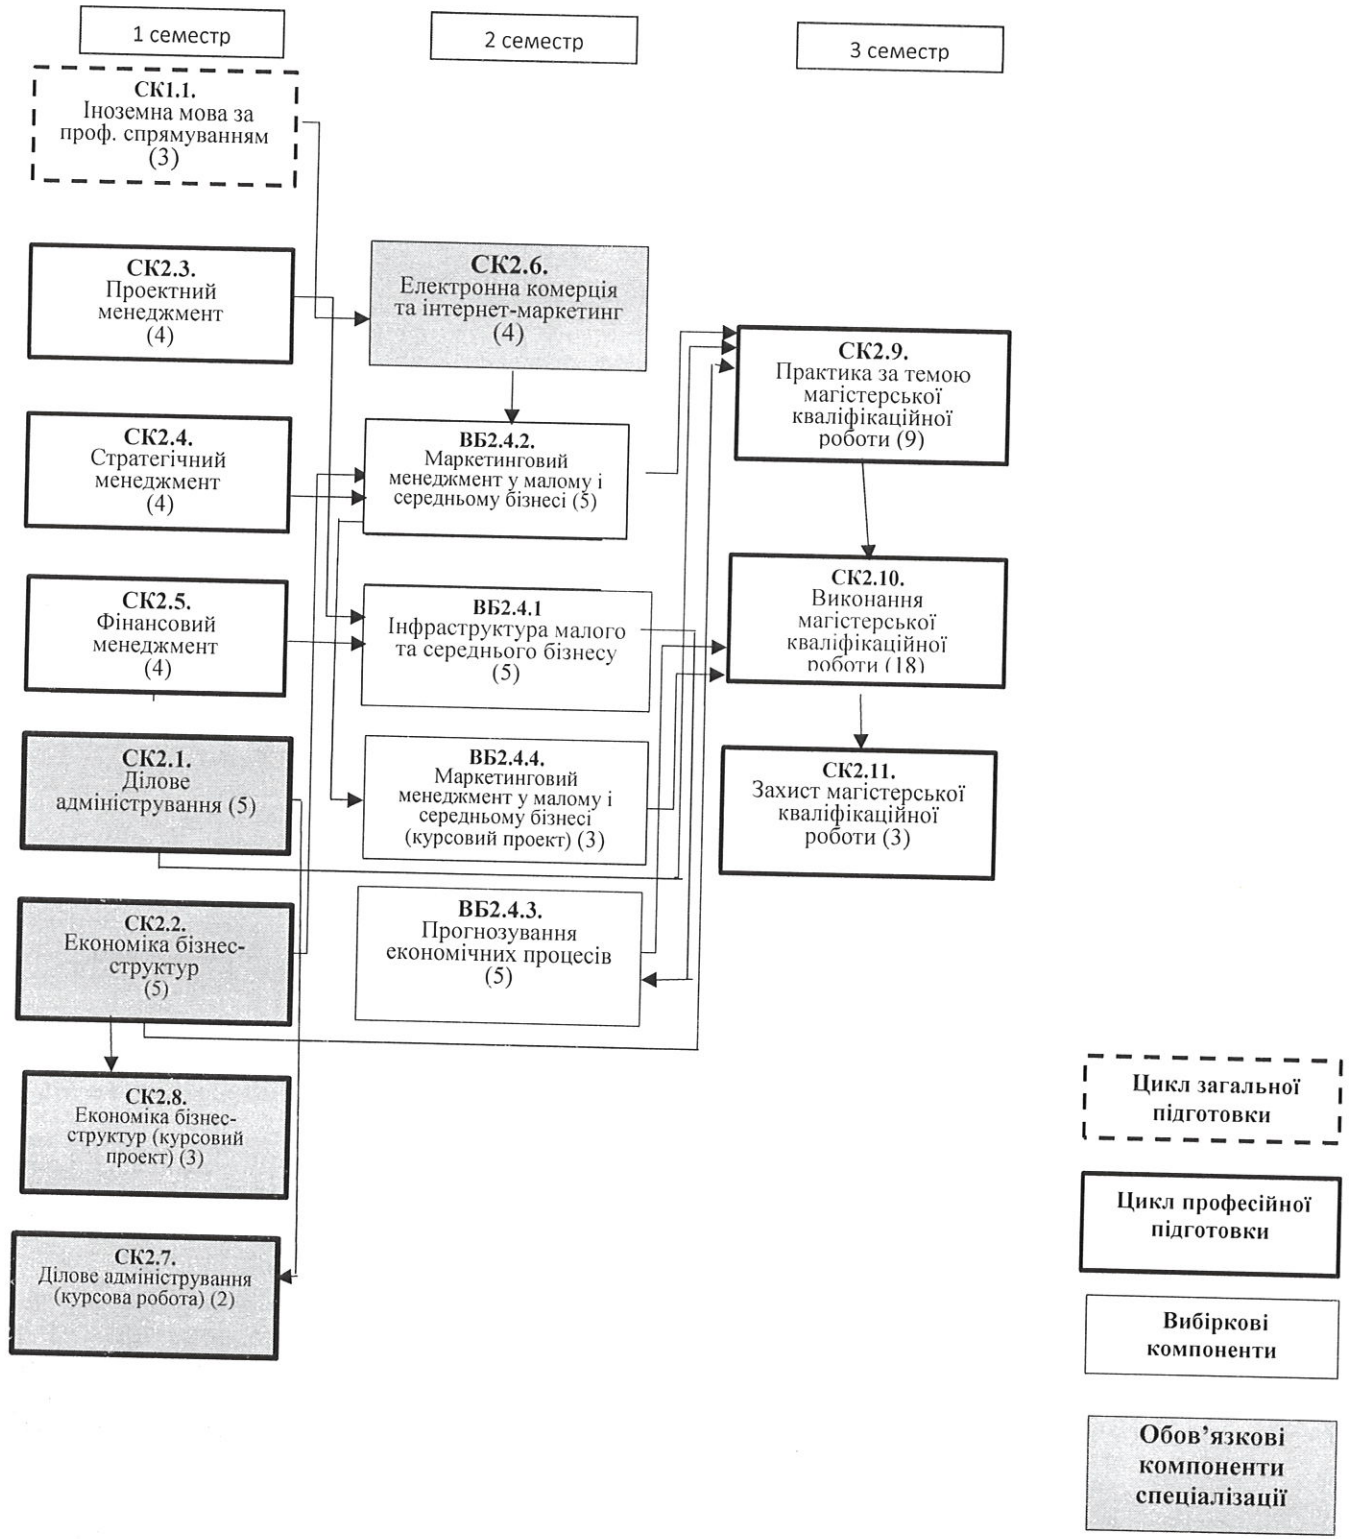 1 семестр
2 семестр
3 семестр
СК1.1.
Іноземна мова за
проф. спрямуванням
(3)
СК2.3.
Проектний
менеджмент
(4)
СК2.4.
Стратегічний
менеджмент
(4)
СК2.5.
Фінансовий
менеджмент
(4)
СК2.1.
Ділове
адміністрування (5)
СК2.2.
Економіка бізнес-
структур
(5)
СК2.8.
Економіка бізнес-
структур (курсовий
проект) (3)
СК2.7.
Ділове адміністрування
(курсова робота) (2)
СК2.6.
Електронна комерція
та інтернет-маркетинг
(4)
ВБ2.4.2.
Маркетинговий
менеджмент у малому і
середньому бізнесі (5)
ВБ2.4.1
Інфраструктура малого
та середнього бізнесу
(5)
ВБ2.4.4.
Маркетинговий
менеджмент у малому і
середньому бізнесі
(курсовий проект) (3)
ВБ2.4.3.
Прогнозування
економічних процесів
(5)
СК2.9.
Практика за темою
магістерської
кваліфікаційної
роботи (9)
СК2.10.
Виконання
магістерської
кваліфікаційної
роботи (18)
СК2.11.
Захист магістерської
кваліфікаційної
роботи (3)
Цикл загальної
підготовки
Цикл професійної
підготовки
Вибіркові
компоненти
Обов’язкові
компоненти
спеціалізації